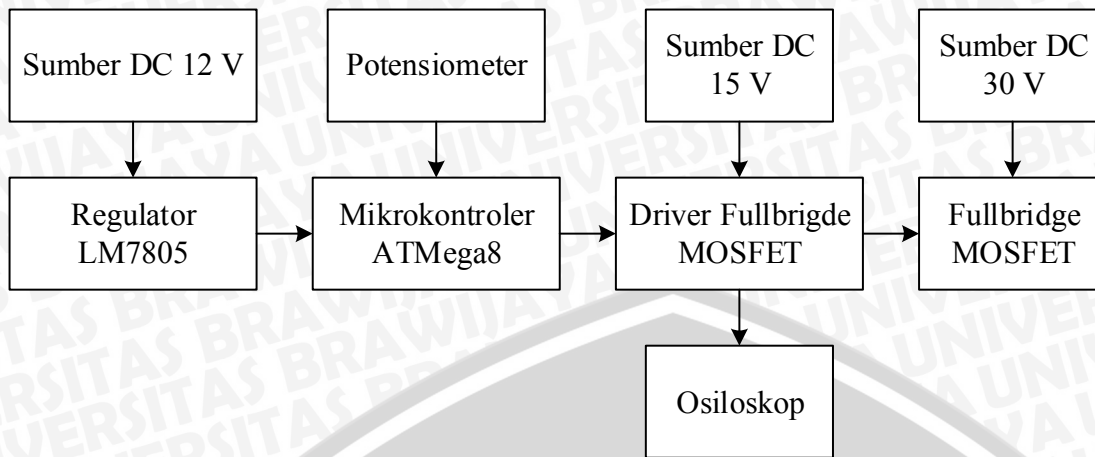 Sumber DC 12 V
Potensiometer
Sumber DC
15 V
Sumber DC
30 V
Regulator
LM7805
Mikrokontroler
ATMega8
Driver Fullbrigde
MOSFET
Fullbridge
MOSFET
Osiloskop